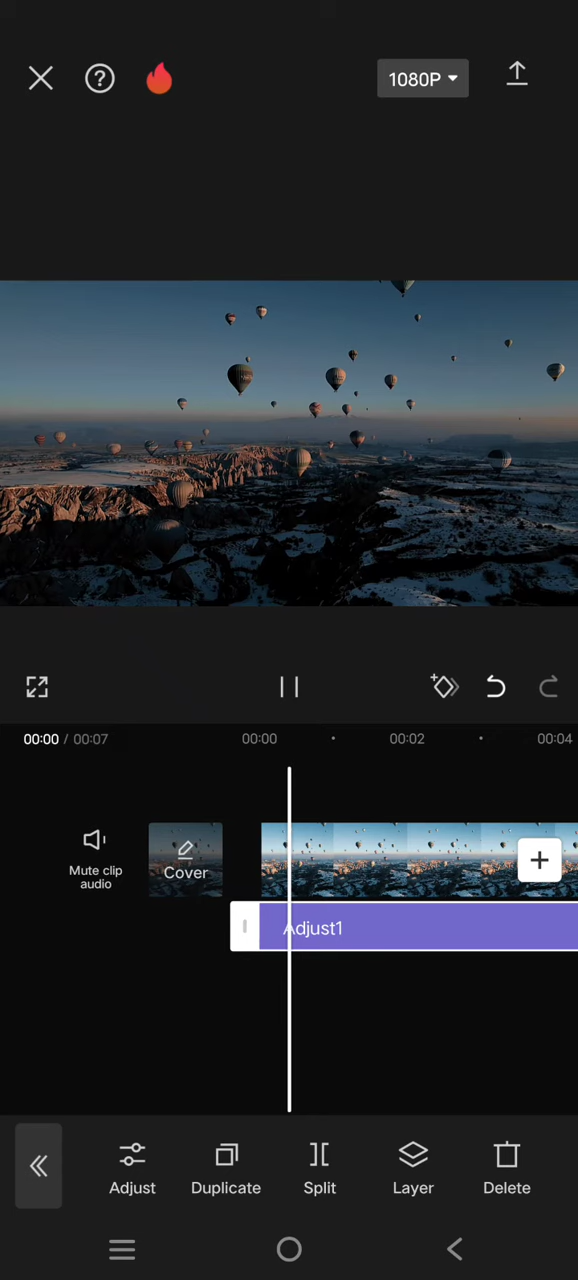 1080P
00:00 / 00:07
00:00
00:02
00:04
Mute clip
audio
Cover
Adjust1
Adjust
Duplicate
Split
Layer
Delete